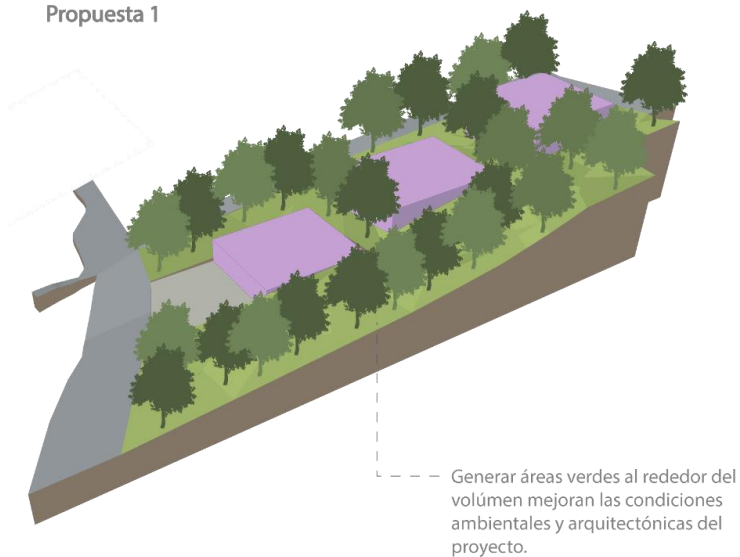 Propuesta 1
Generar áreas verdes al rededor del
volúmen mejoran las condiciones
ambientales y arquitectónicas del
proyecto.